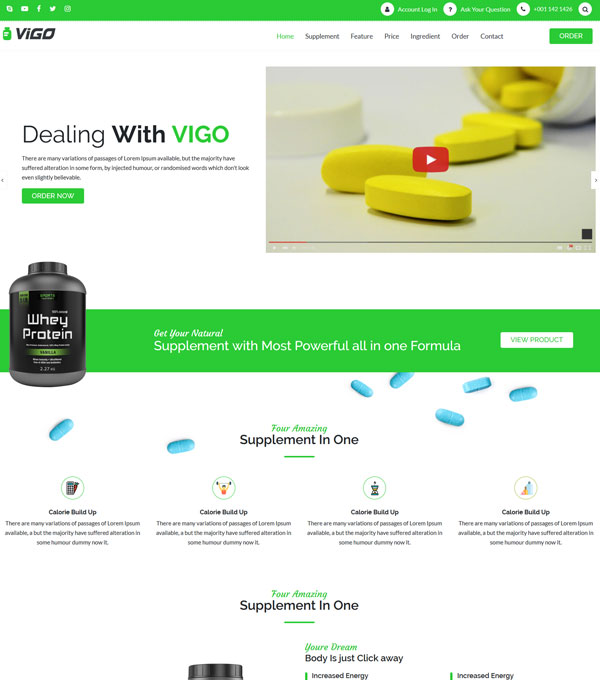 Account Log In
Ask Your Question
+001 142 1426
ViGO
Home
Supplement
Feature
Price
Ingredient
Order
Contact
ORDER
Dealing With VIGO
There are many variations of passages of Lorem Ipsum available, but the majority have
suffered alteration in some form, by injected humour, or randomised words which don't look
even slightly believable.
ORDER NOW
Whey
Protein
VANILLA
2.27
Get Your Natural
Supplement with Most Powerful all in one Formula
VIEW PRODUCT
Four Amazing
Supplement In One
Calorie Build Up
There are many variations of passages of Lorem Ipsum
available, a but the majority have suffered alteration in
some humour dummy now it.
Calorie Build Up
There are many variations of passages of Lorem Ipsum
available, a but the majority have suffered alteration in
some humour dummy now it.
Calorie Build Up
There are many variations of passages of Lorem Ipsum
available, a but the majority have suffered alteration in
some humour dummy now it.
Calorie Build Up
There are many variations of passages of Lorem Ipsum
available, a but the majority have suffered alteration in
some humour dummy now it.
Four Amazing
Supplement In One
Youre Dream
Body Is just Click away
Increased Energy
Increased Energy